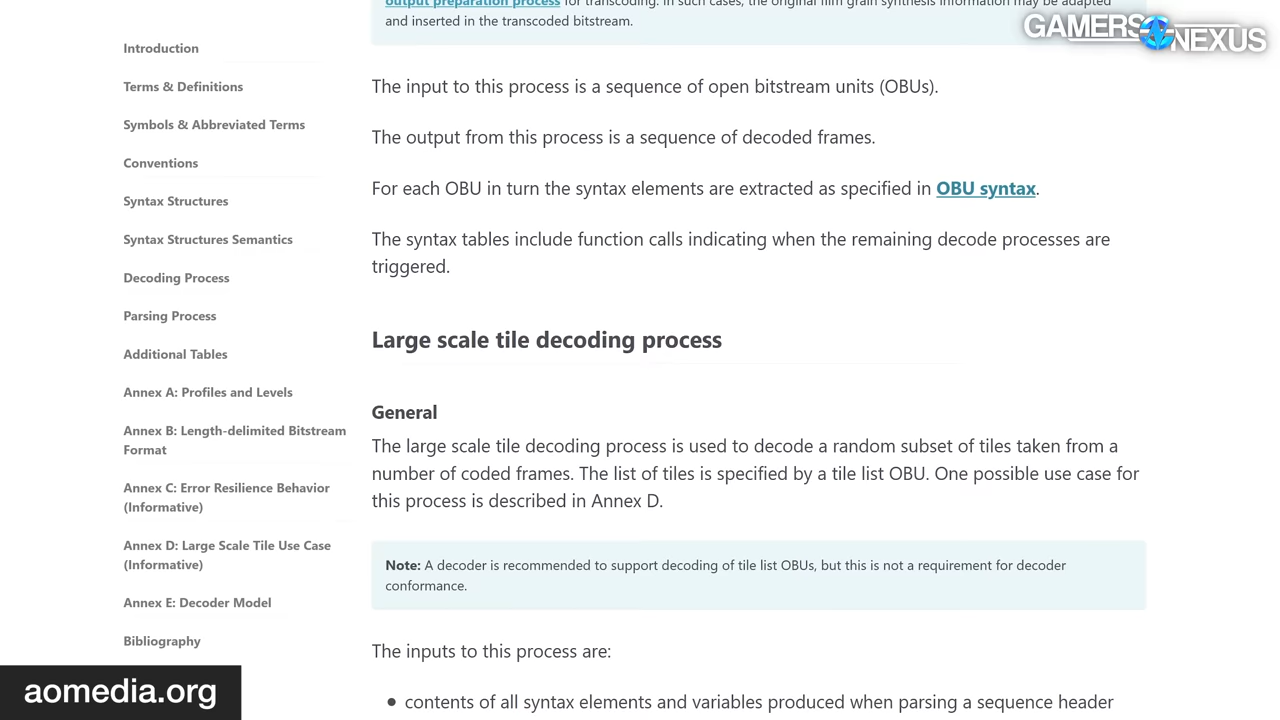 output preparation process for transcoding. In such cases, the original film grain synthesis information may be adapted
and inserted in the transcoded bitstream.
GAMERS NEXUS
Introduction
Terms & Definitions
Symbols & Abbreviated Terms
Conventions
Syntax Structures
Syntax Structures Semantics
Decoding Process
Parsing Process
Additional Tables
Annex A: Profiles and Levels
Annex B: Length-delimited Bitstream
Format
Annex C: Error Resilience Behavior
(Informative)
Annex D: Large Scale Tile Use Case
(Informative)
Annex E: Decoder Model
Bibliography
The input to this process is a sequence of open bitstream units (OBUs).
The output from this process is a sequence of decoded frames.
For each OBU in turn the syntax elements are extracted as specified in OBU syntax.
The syntax tables include function calls indicating when the remaining decode processes are
triggered.
Large scale tile decoding process
General
The large scale tile decoding process is used to decode a random subset of tiles taken from a
number of coded frames. The list of tiles is specified by a tile list OBU. One possible use case for
this process is described in Annex D.
Note: A decoder is recommended to support decoding of tile list OBUs, but this is not a requirement for decoder
conformance.
The inputs to this process are:
• contents of all syntax elements and variables produced when parsing a sequence header
aomedia.org